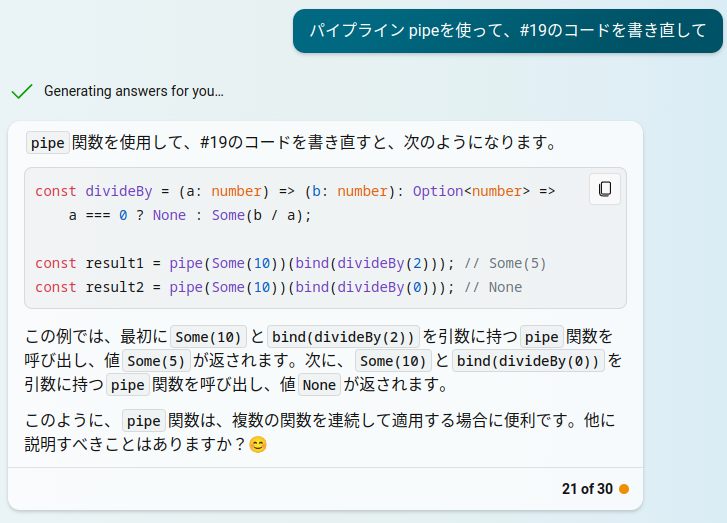 パイプライン pipeを使って、#19のコードを書き直して
Generating answers for you...
pipe 関数を使用して、#19のコードを書き直すと、次のようになります。
const divideBy = (a: number) => (b: number): Option<number> =>
    a === 0 ? None : Some(b / a);

const result1 = pipe(Some(10))(bind(divideBy(2))); // Some(5)
const result2 = pipe(Some(10))(bind(divideBy(0))); // None
この例では、最初に Some(10) と bind(divideBy(2)) を引数に持つ pipe 関数を
呼び出し、値 Some(5) が返されます。次に、 Some(10) と bind(divideBy(0)) を
引数に持つ pipe 関数を呼び出し、値 None が返されます。
このように、 pipe 関数は、複数の関数を連続して適用する場合に便利です。他に
説明すべきことはありますか？😊
21 of 30